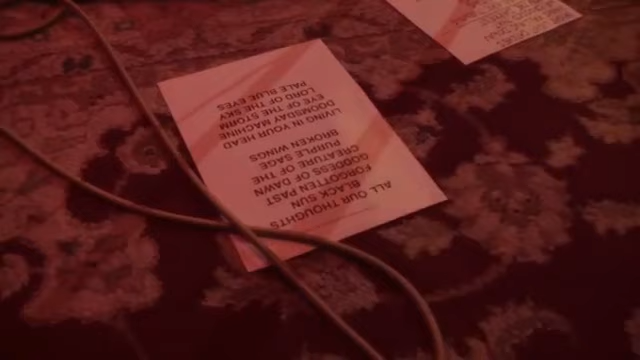 ALL OUR THOUGHTS
BLACK SUN
FORGOTTEN PAST
GODDESS OF DAWN
CREATURE OF THE
PURPLE SAGE
BROKEN WINGS
LIVING IN YOUR HEAD
DOOMSDAY MACHINE
EYE OF THE STORM
LORD OF THE SKY
PALE BLUE EYES